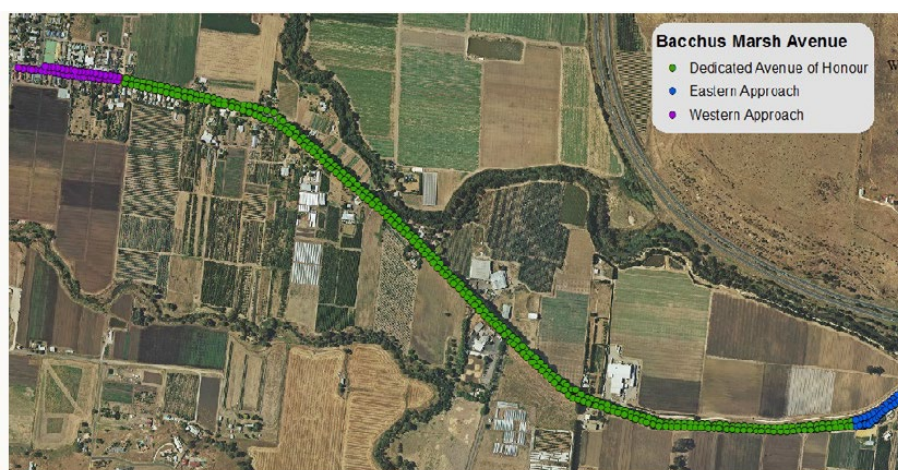 Bacchus Marsh Avenue
Dedicated Avenue of Honour
Eastern Approach
Western Approach
W